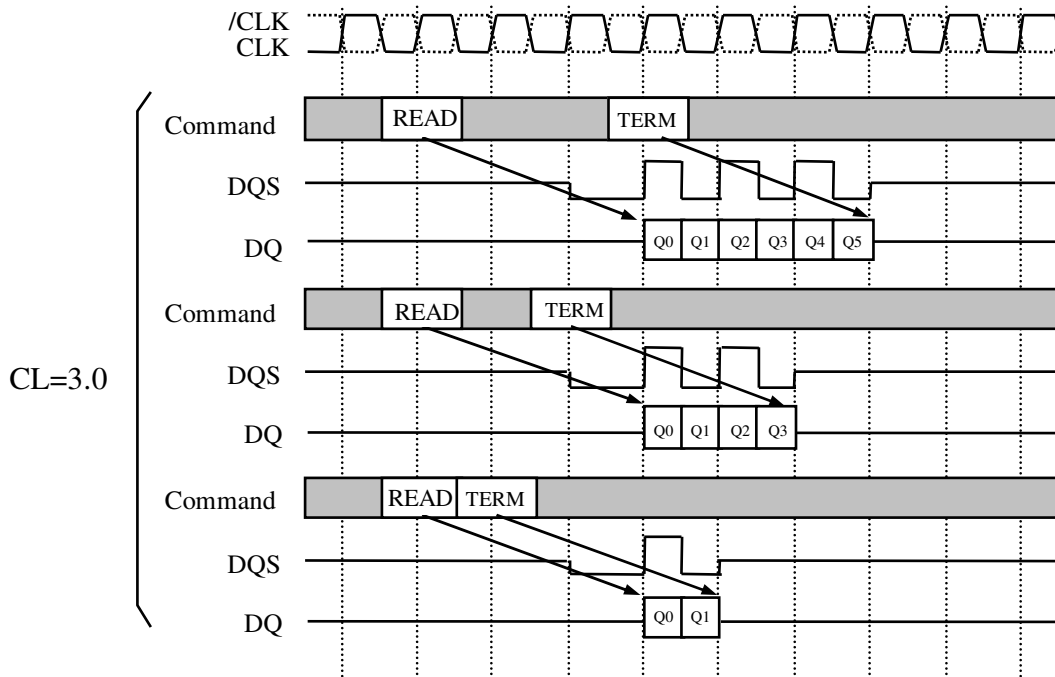 /CLK
CLK
Command READ TERM
DQS
DQ Q0 Q1 Q2 Q3 Q4 Q5
Command READ TERM
CL=3.0
DQS
DQ Q0 Q1 Q2 Q3
Command READ TERM
DQS
DQ Q0 Q1